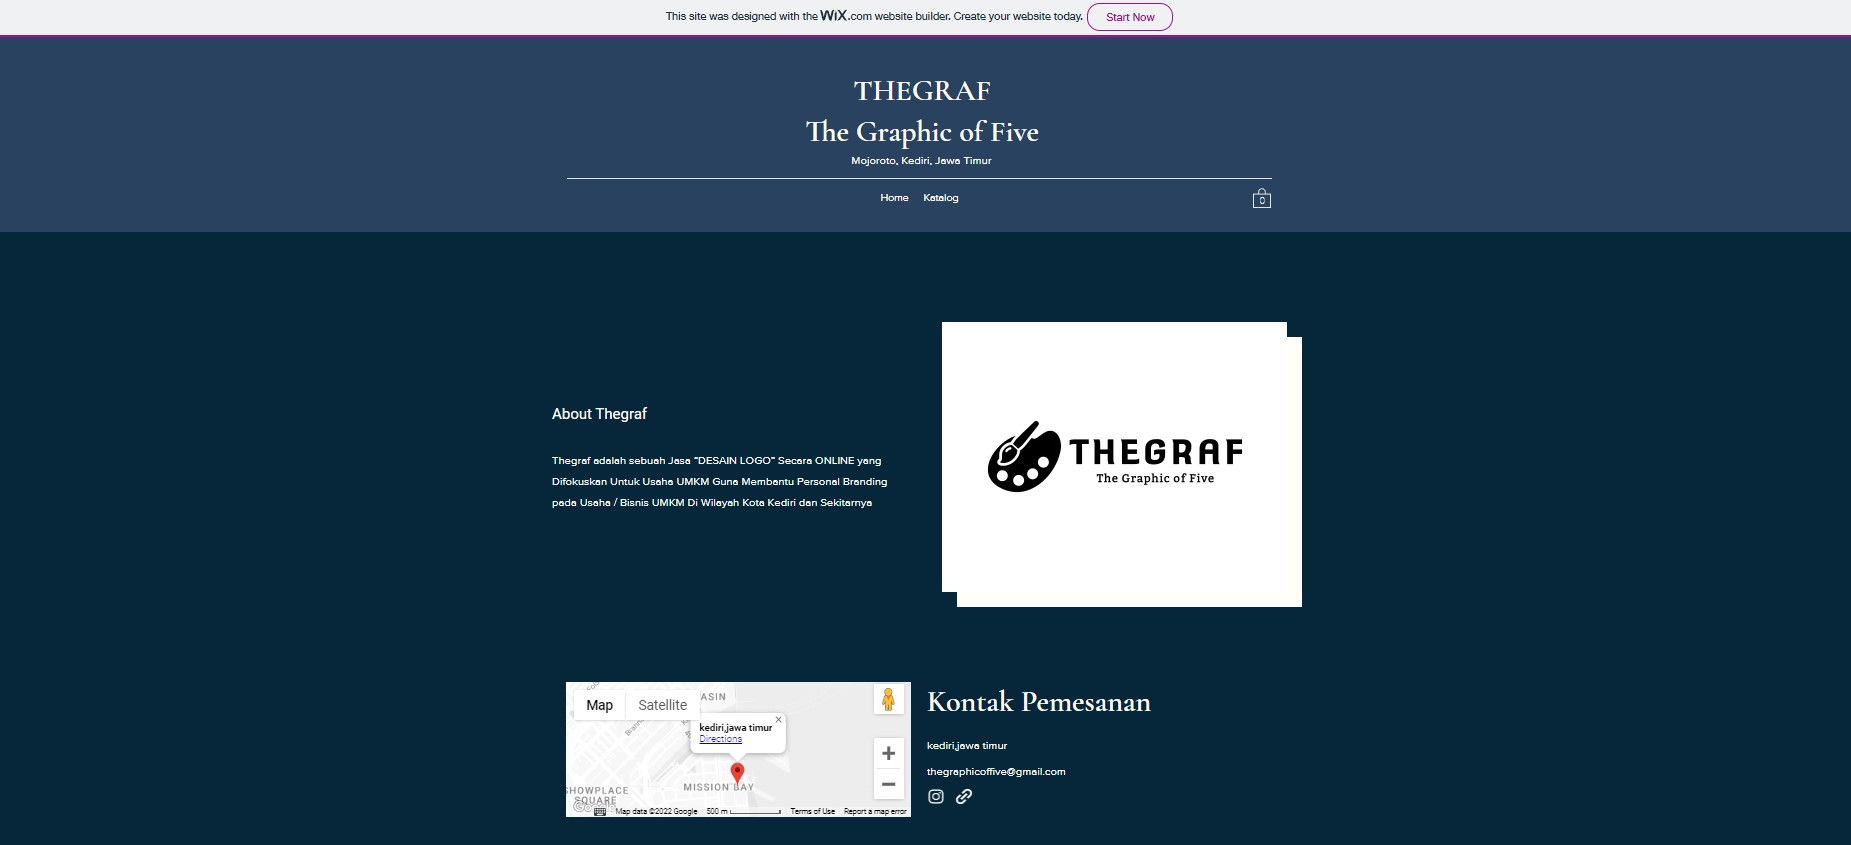 This site was designed with the WiX.com website builder. Create your website today. Start Now
THEGRAF
The Graphic of Five
Mojoroto, Kediri, Jawa Timur
Home Katalog
0
About Thegraf
Thegraf adalah sebuah Jasa "DESAIN LOGO" Secara ONLINE yang
Difokuskan Untuk Usaha UMKM Guna Membantu Personal Branding
pada Usaha / Bisnis UMKM Di Wilayah Kota Kediri dan Sekitarnya
THEGRAF
The Graphic of Five
Map Satellite
ASIN
kediri,jawa timur
Directions
MISSION BAY
SHOWPLACE
SQUARE
Google
Map data ©2022 Google 500 m Terms of Use Report a map error
Kontak Pemesanan
kediri,jawa timur
thegraphicoffive@gmail.com